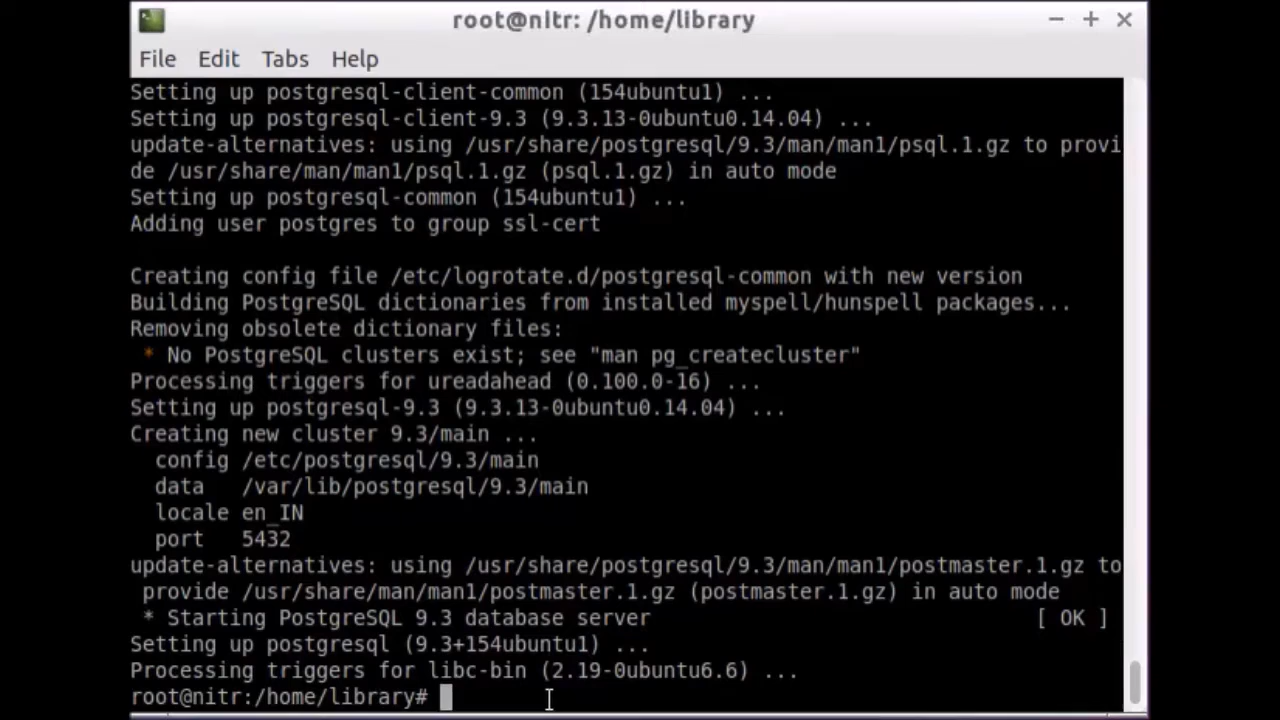 root@nitr: /home/library
File Edit Tabs Help
Setting up postgresql-client-common (154ubuntu1) ...
Setting up postgresql-client-9.3 (9.3.13-0ubuntu0.14.04) ...
update-alternatives: using /usr/share/postgresql/9.3/man/man1/psql.1.gz to provi
de /usr/share/man/man1/psql.1.gz (psql.1.gz) in auto mode
Setting up postgresql-common (154ubuntu1) ...
Adding user postgres to group ssl-cert
Creating config file /etc/logrotate.d/postgresql-common with new version
Building PostgreSQL dictionaries from installed myspell/hunspell packages...
Removing obsolete dictionary files:
 * No PostgreSQL clusters exist; see "man pg_createcluster"
Processing triggers for ureadahead (0.100.0-16) ...
Setting up postgresql-9.3 (9.3.13-0ubuntu0.14.04) ...
Creating new cluster 9.3/main ...
  config /etc/postgresql/9.3/main
  data   /var/lib/postgresql/9.3/main
  locale en_IN
  port   5432
update-alternatives: using /usr/share/postgresql/9.3/man/man1/postmaster.1.gz to
 provide /usr/share/man/man1/postmaster.1.gz (postmaster.1.gz) in auto mode
 * Starting PostgreSQL 9.3 database server                                [ OK ]
Setting up postgresql (9.3+154ubuntu1) ...
Processing triggers for libc-bin (2.19-0ubuntu6.6) ...
root@nitr:/home/library#